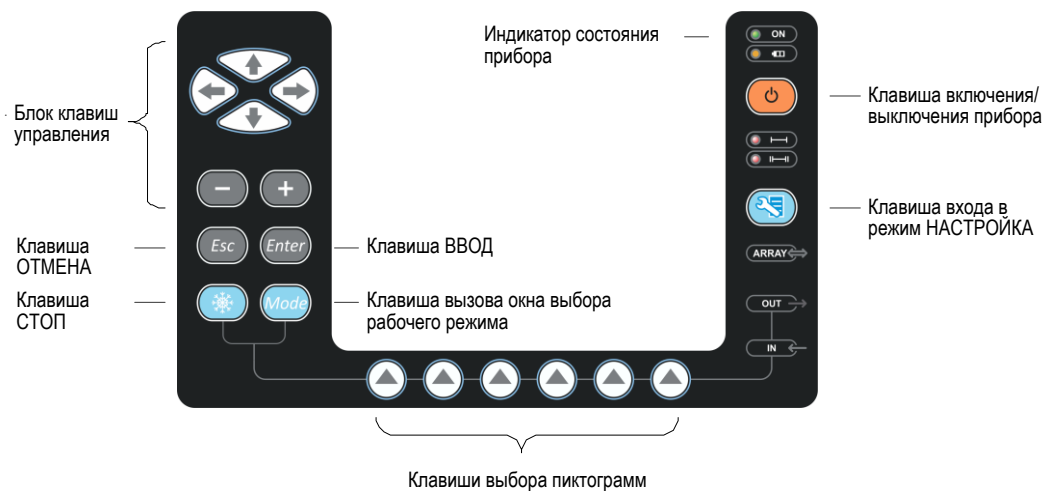 Индикатор состояния
прибора
ON
Блок клавиш
управления
Клавиша включения/
выключения прибора
− +
Клавиша входа в
режим НАСТРОЙКА
Клавиша
ОТМЕНА
Esc Enter
Клавиша ВВОД
ARRAY
Клавиша
СТОП
Mode
Клавиша вызова окна выбора
рабочего режима
OUT
IN
Клавиши выбора пиктограмм